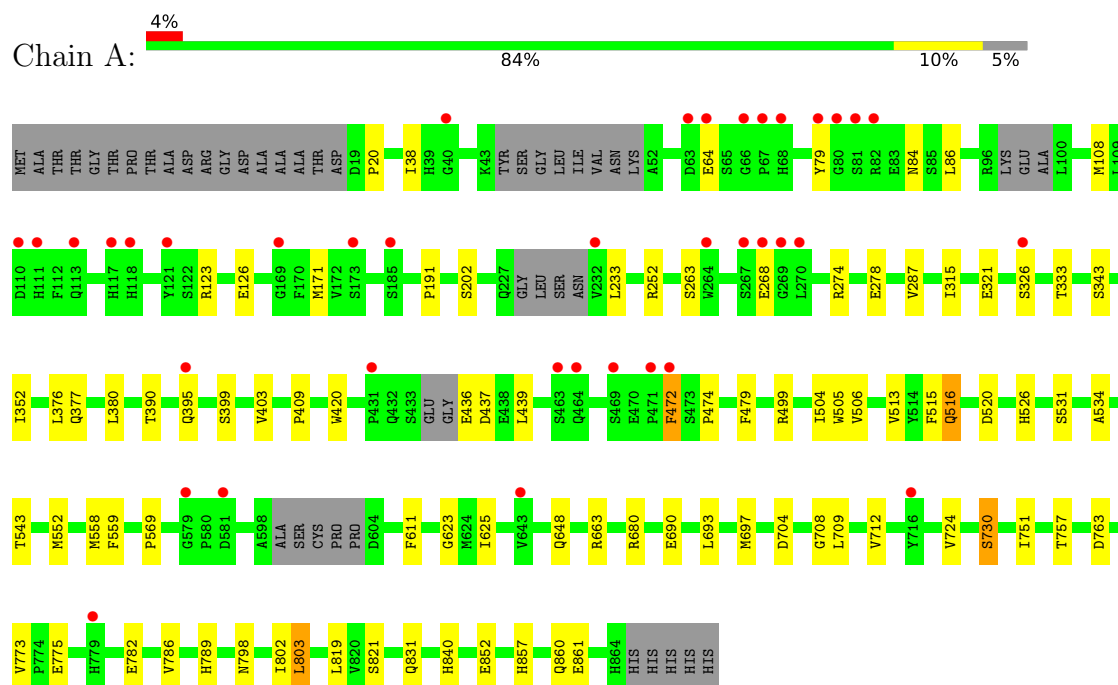 4%
Chain A:
84% 10% 5%
MET ALA THR THR GLY THR PRO THR ALA ASP ARG GLY ASP ALA ALA ALA THR ASP D19 P20 I38 H39 G40 K43 TYR SER GLY LEU ILE VAL ASN LYS A52 D63 E64 S65 G66 P67 H68 Y79 G80 S81 R82 E83 N84 S85 L86 R96 LYS GLU ALA L100 M108 L109
D110 H111 F112 Q113 H117 H118 Y121 S122 R123 E126 G169 F170 M171 V172 S173 S185 P191 S202 Q227 GLY LEU SER ASN V232 L233 R252 S263 W264 S267 E268 G269 L270 R274 E278 V287 I315 E321 S326 T333 S343
I352 L376 Q377 L380 T390 Q395 S399 V403 P409 W420 P431 Q432 S433 GLU GLY E436 D437 E438 L439 S463 Q464 S469 E470 P471 F472 S473 P474 F479 R499 I504 W505 V506 V513 Y514 F515 Q516 D520 H526 S531 A534
T543 M552 M558 F559 P569 G579 P580 D581 A598 ALA SER CYS PRO PRO D604 F611 G623 M624 I625 V643 Q648 R663 R680 E690 L693 M697 D704 G708 L709 V712 Y716 V724 S730 I751 T757 D763
V773 P774 E775 H779 E782 V786 H789 N798 I802 L803 L819 V820 S821 Q831 H840 E852 H857 Q860 E861 H864 HIS HIS HIS HIS HIS